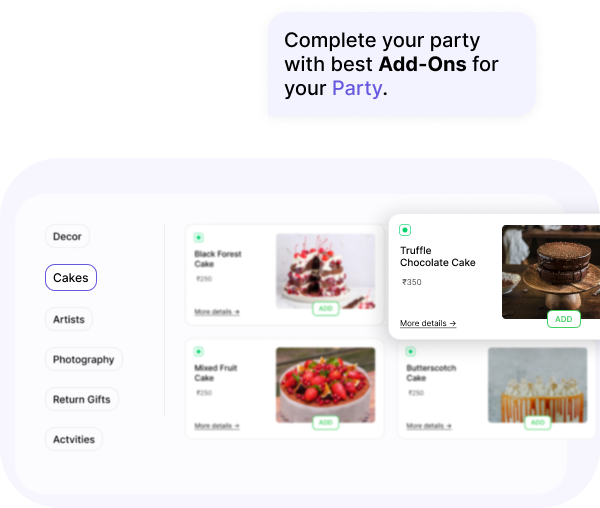 Complete your party
with best Add-Ons for
your Party.
Decor
Cakes
Artists
Photography
Return Gifts
Actvities
Black Forest
Cake
₹250
More details →
ADD
Truffle
Chocolate Cake
₹350
More details →
ADD
Mixed Fruit
Cake
₹250
More details →
ADD
Butterscotch
Cake
₹250
More details →
ADD